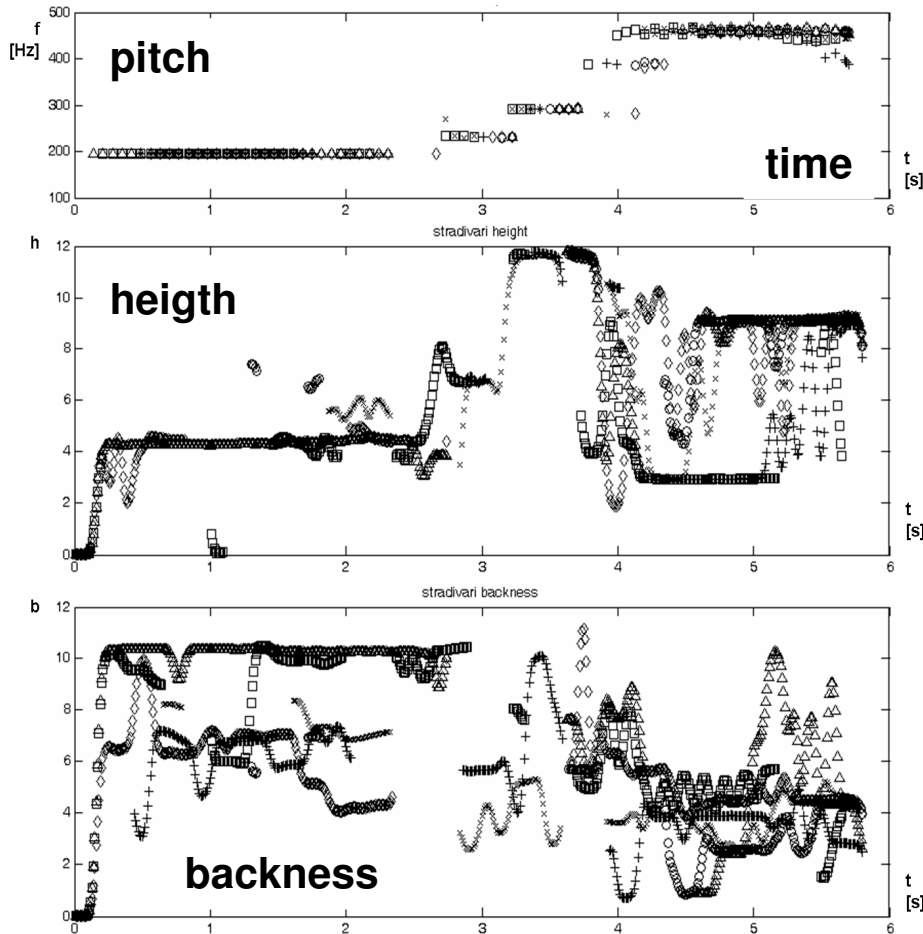 f
[Hz]
pitch
500
400
300
200
100
0 1 2 3 4 5 6
time
t
[s]
stradivari height
h
heigth
12
10
8
6
4
2
0
0 1 2 3 4 5 6
t
[s]
stradivari backness
b
12
10
8
6
4
2
0
backness
0 1 2 3 4 5 6
t
[s]